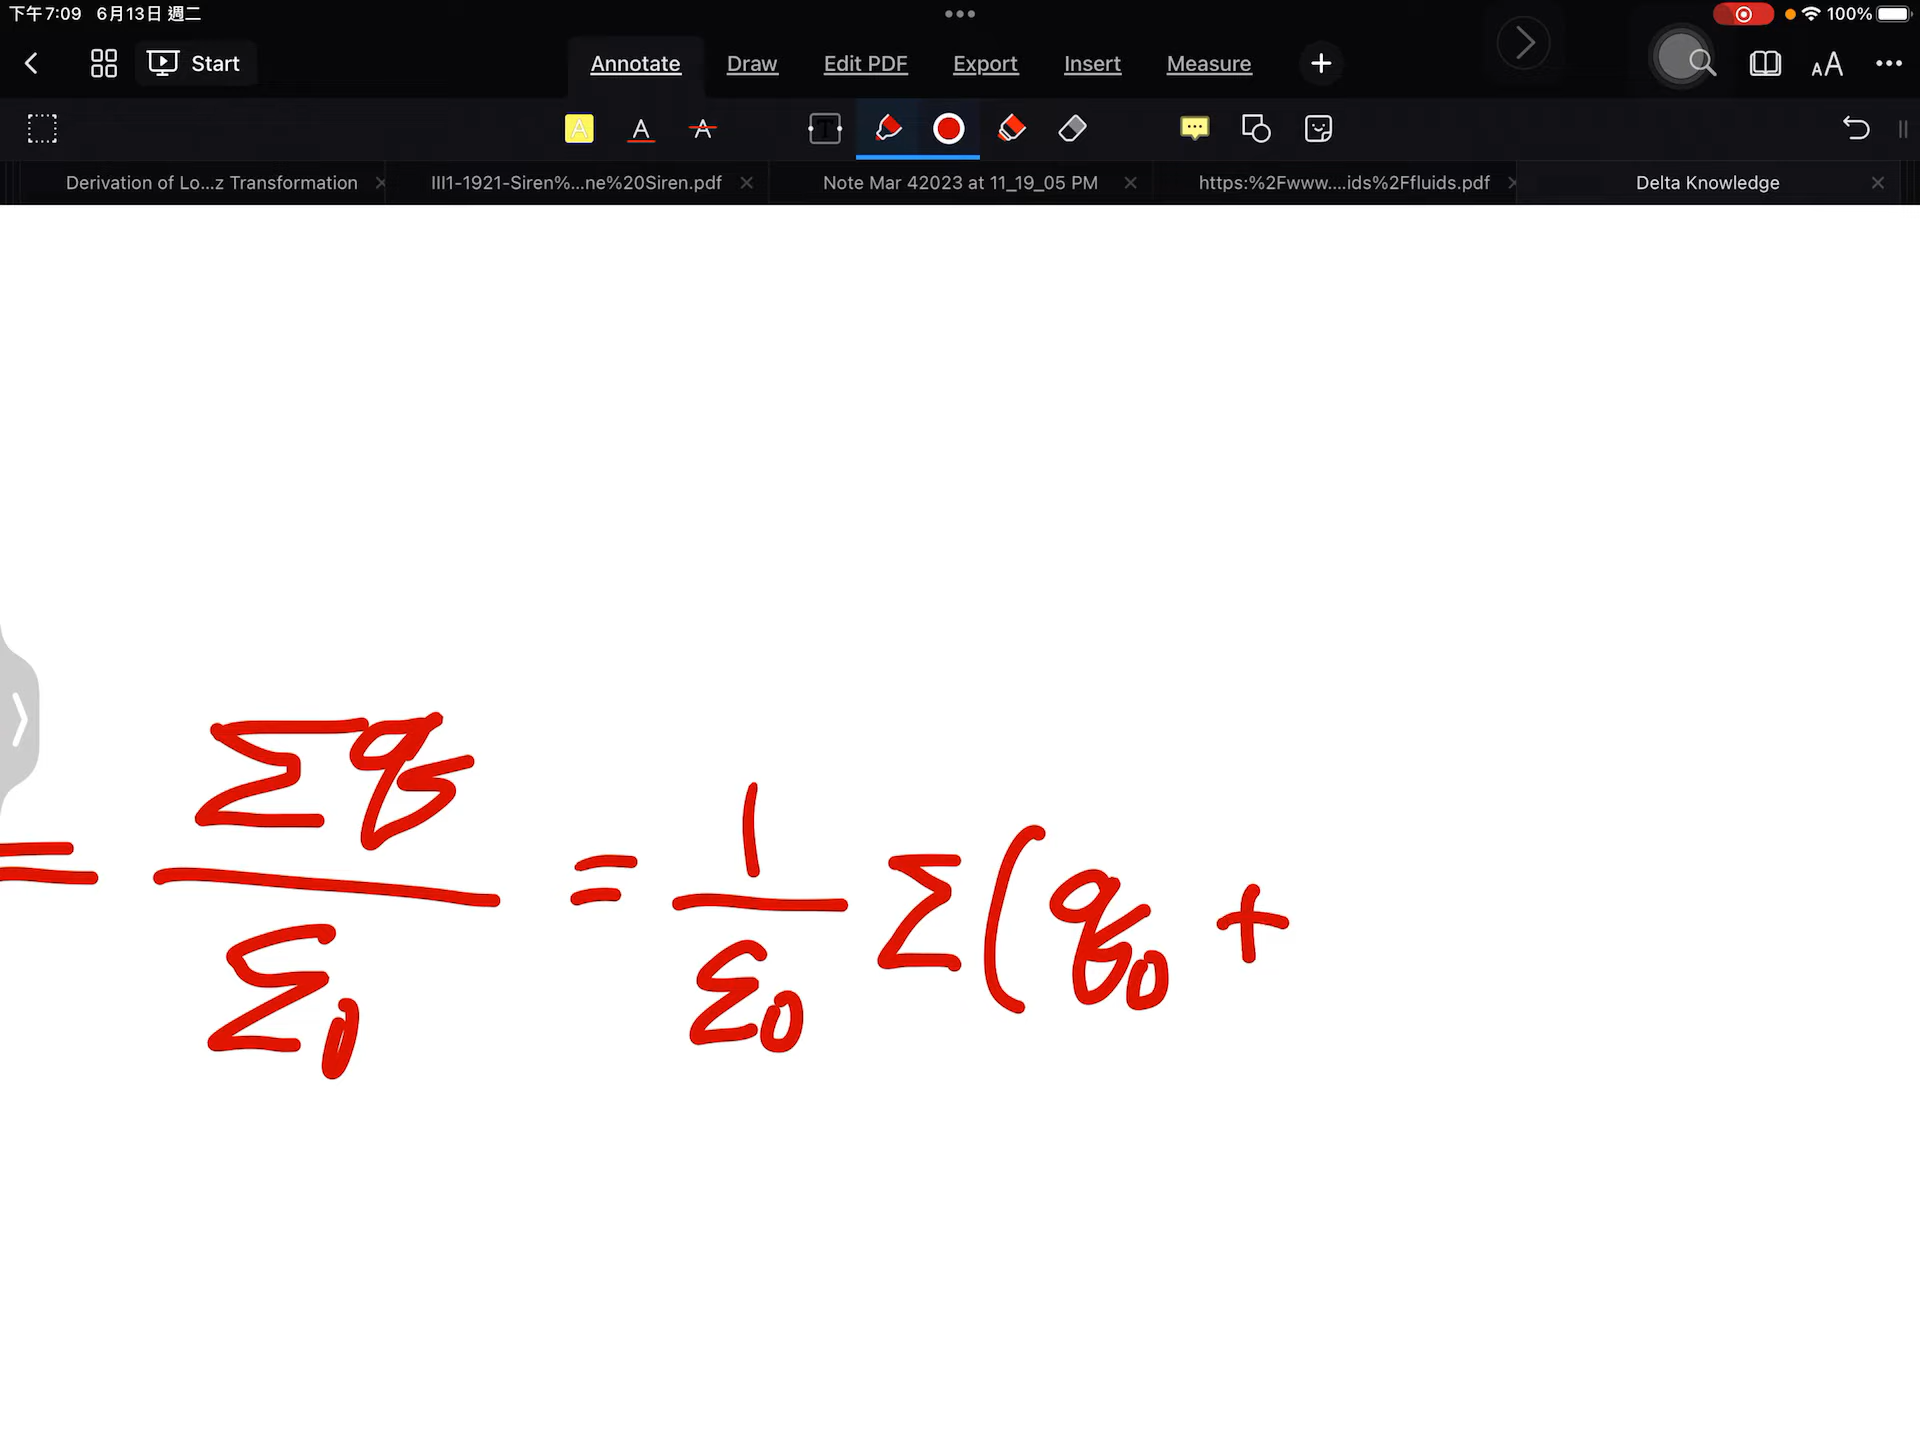 下午7:09 6月13日 週二 100%
Start Annotate Draw Edit PDF Export Insert Measure AA
A A A T
Derivation of Lo...z Transformation III1-1921-Siren%...ne%20Siren.pdf Note Mar 42023 at 11_19_05 PM https:%2Fwww....ids%2Ffluids.pdf Delta Knowledge
= Σqs / ε0 = 1 / ε0 Σ(q0 +